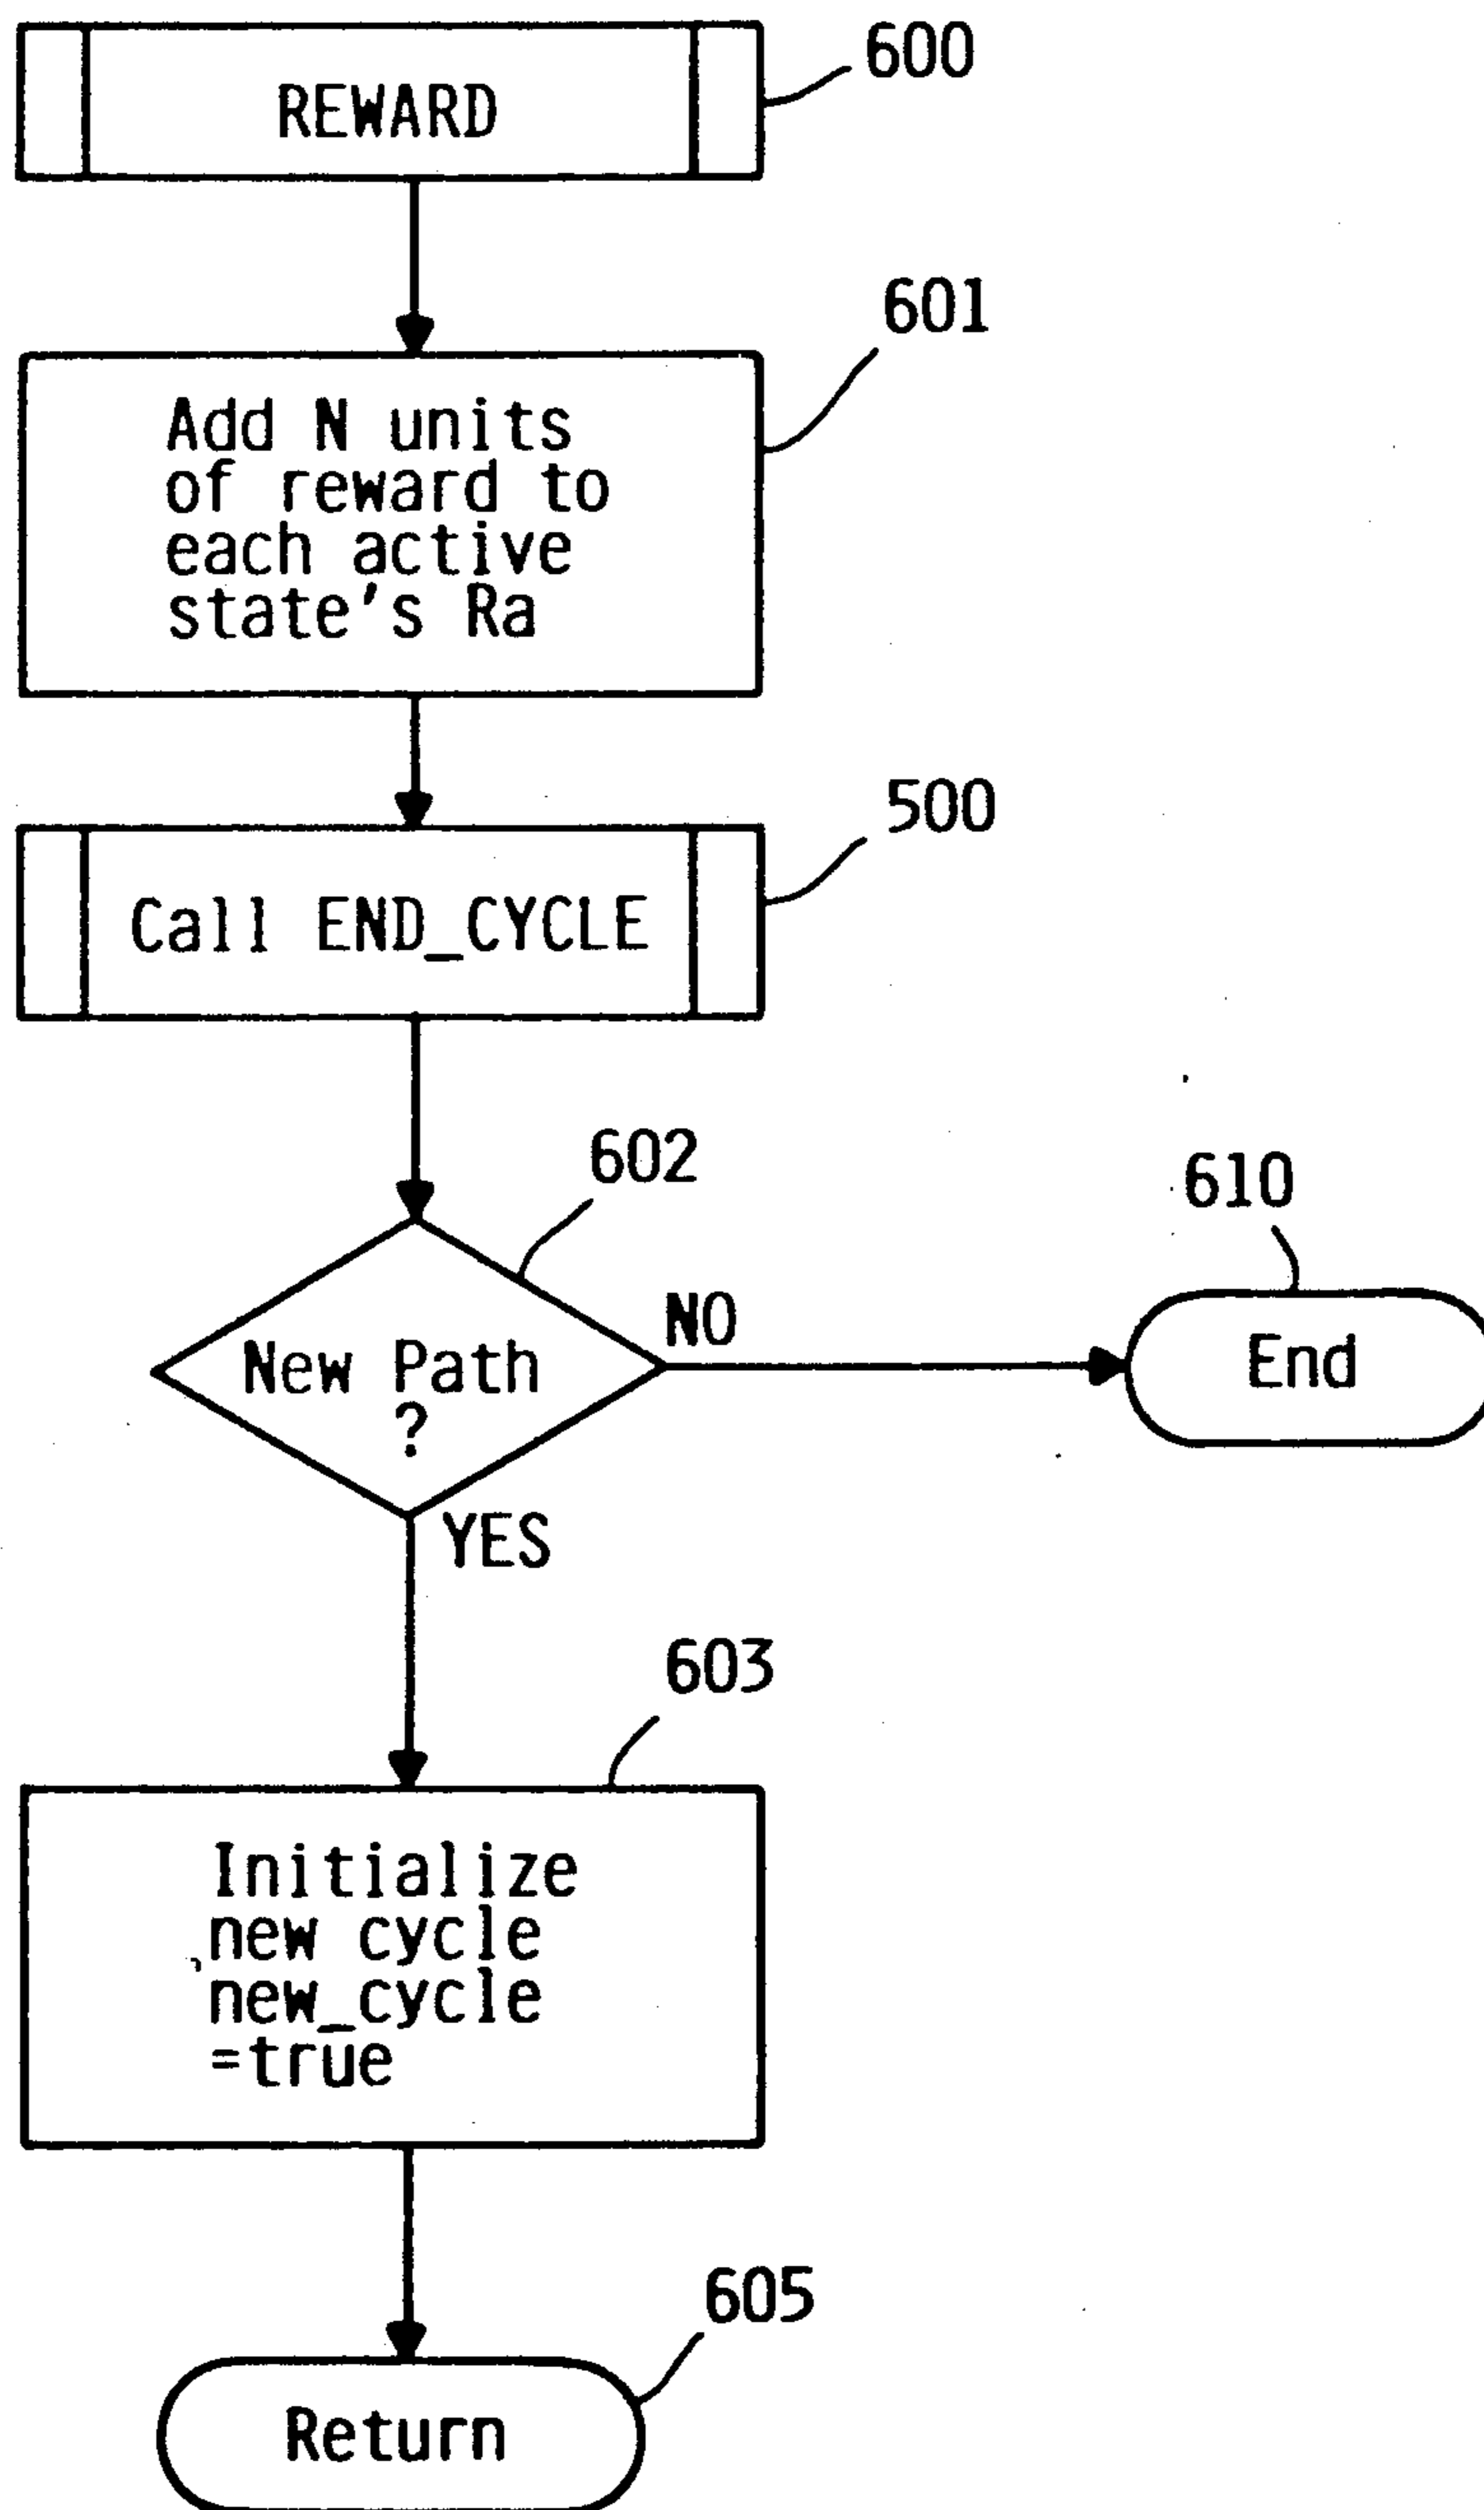 600
REWARD
601
Add N units
of reward to
each active
state's Ra
500
Call END_CYCLE
602
610
NO
New Path
?
End
YES
603
Initialize
new cycle
new_cycle
=true
605
Return